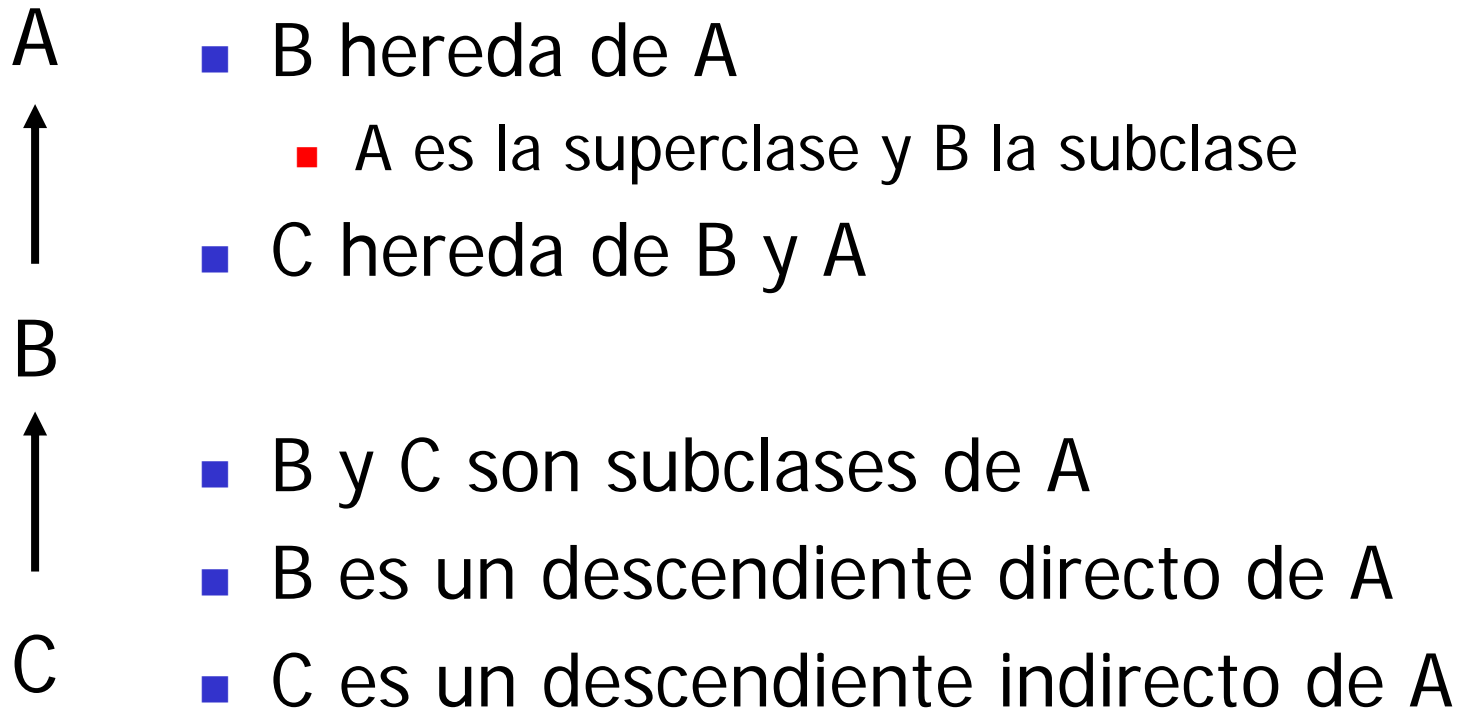 A
B hereda de A
A es la superclase y B la subclase
C hereda de B y A
B
B y C son subclases de A
B es un descendiente directo de A
C
C es un descendiente indirecto de A